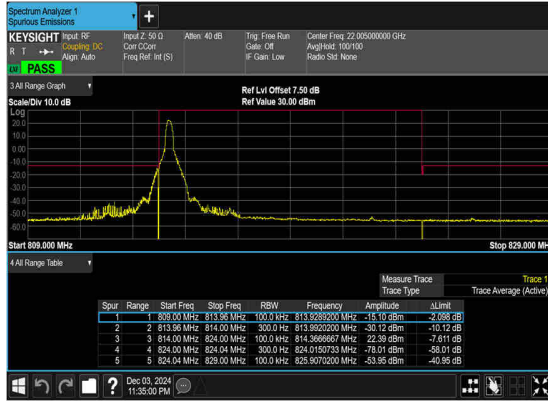 Spectrum Analyzer 1
Spurious Emissions
+
KEYSIGHT Input: RF Input Z: 50 Ω Atten: 40 dB Trig: Free Run Center Freq: 22.005000000 GHz
R T Coupling: DC Corr CCorr Gate: Off Avg|Hold: 100/100
Align: Auto Freq Ref: Int (S) IF Gain: Low Radio Std: None
PASS
3 All Range Graph
Ref Lvl Offset 7.50 dB
Scale/Div 10.0 dB Ref Value 30.00 dBm
Log
20.0
10.0
0.00
-10.0
-20.0
-30.0
-40.0
-50.0
-60.0
Start 809.000 MHz Stop 829.000 MH
4 All Range Table
Measure Trace Trace 1
Trace Type Trace Average (Active)
Spur Range Start Freq Stop Freq RBW Frequency Amplitude ΔLimit
1 1 809.00 MHz 813.96 MHz 100.0 kHz 813.9289200 MHz -15.10 dBm -2.098 dB
2 2 813.96 MHz 814.00 MHz 300.0 Hz 813.9920200 MHz -30.12 dBm -10.12 dB
3 3 814.00 MHz 824.00 MHz 100.0 kHz 814.3666667 MHz 22.39 dBm -7.611 dB
4 4 824.00 MHz 824.04 MHz 300.0 Hz 824.0150733 MHz -78.01 dBm -58.01 dB
5 5 824.04 MHz 829.00 MHz 100.0 kHz 825.9070200 MHz -53.95 dBm -40.95 dB
? Dec 03, 2024
11:35:00 PM